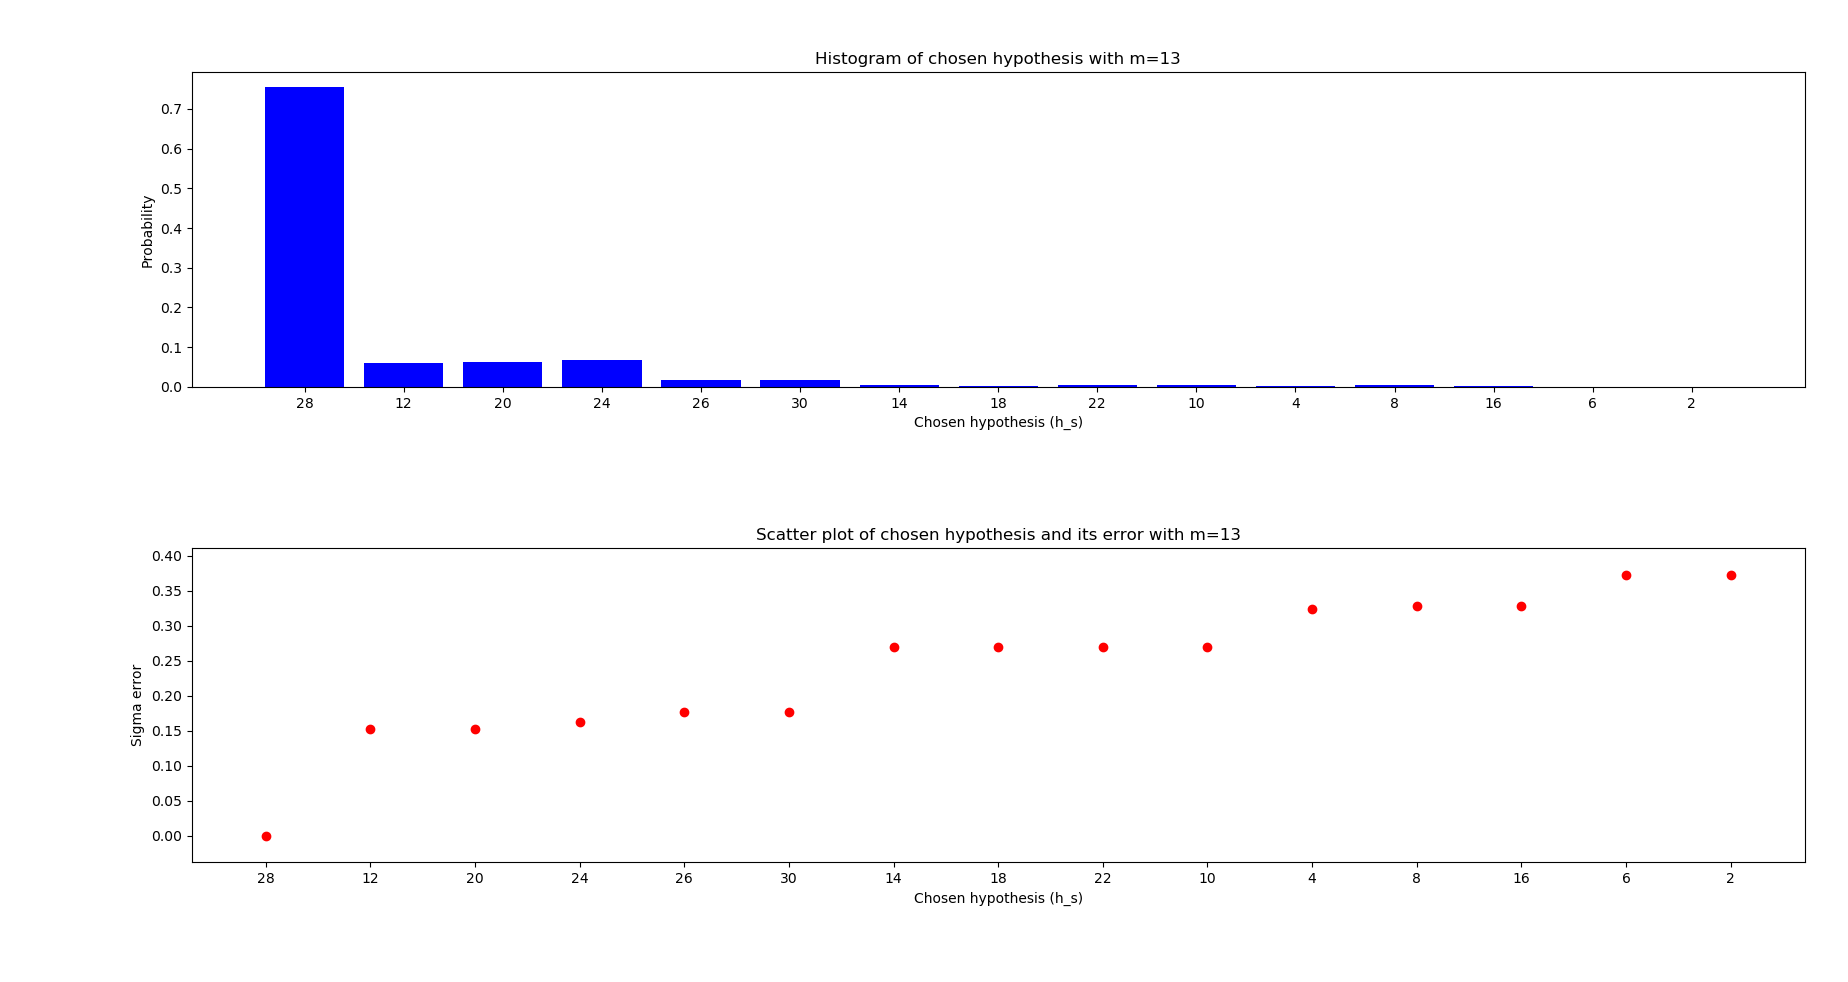 Histogram of chosen hypothesis with m=13
Probability
0.7
0.6
0.5
0.4
0.3
0.2
0.1
0.0
28 12 20 24 26 30 14 18 22 10 4 8 16 6 2
Chosen hypothesis (h_s)
Scatter plot of chosen hypothesis and its error with m=13
Sigma error
0.40
0.35
0.30
0.25
0.20
0.15
0.10
0.05
0.00
28 12 20 24 26 30 14 18 22 10 4 8 16 6 2
Chosen hypothesis (h_s)